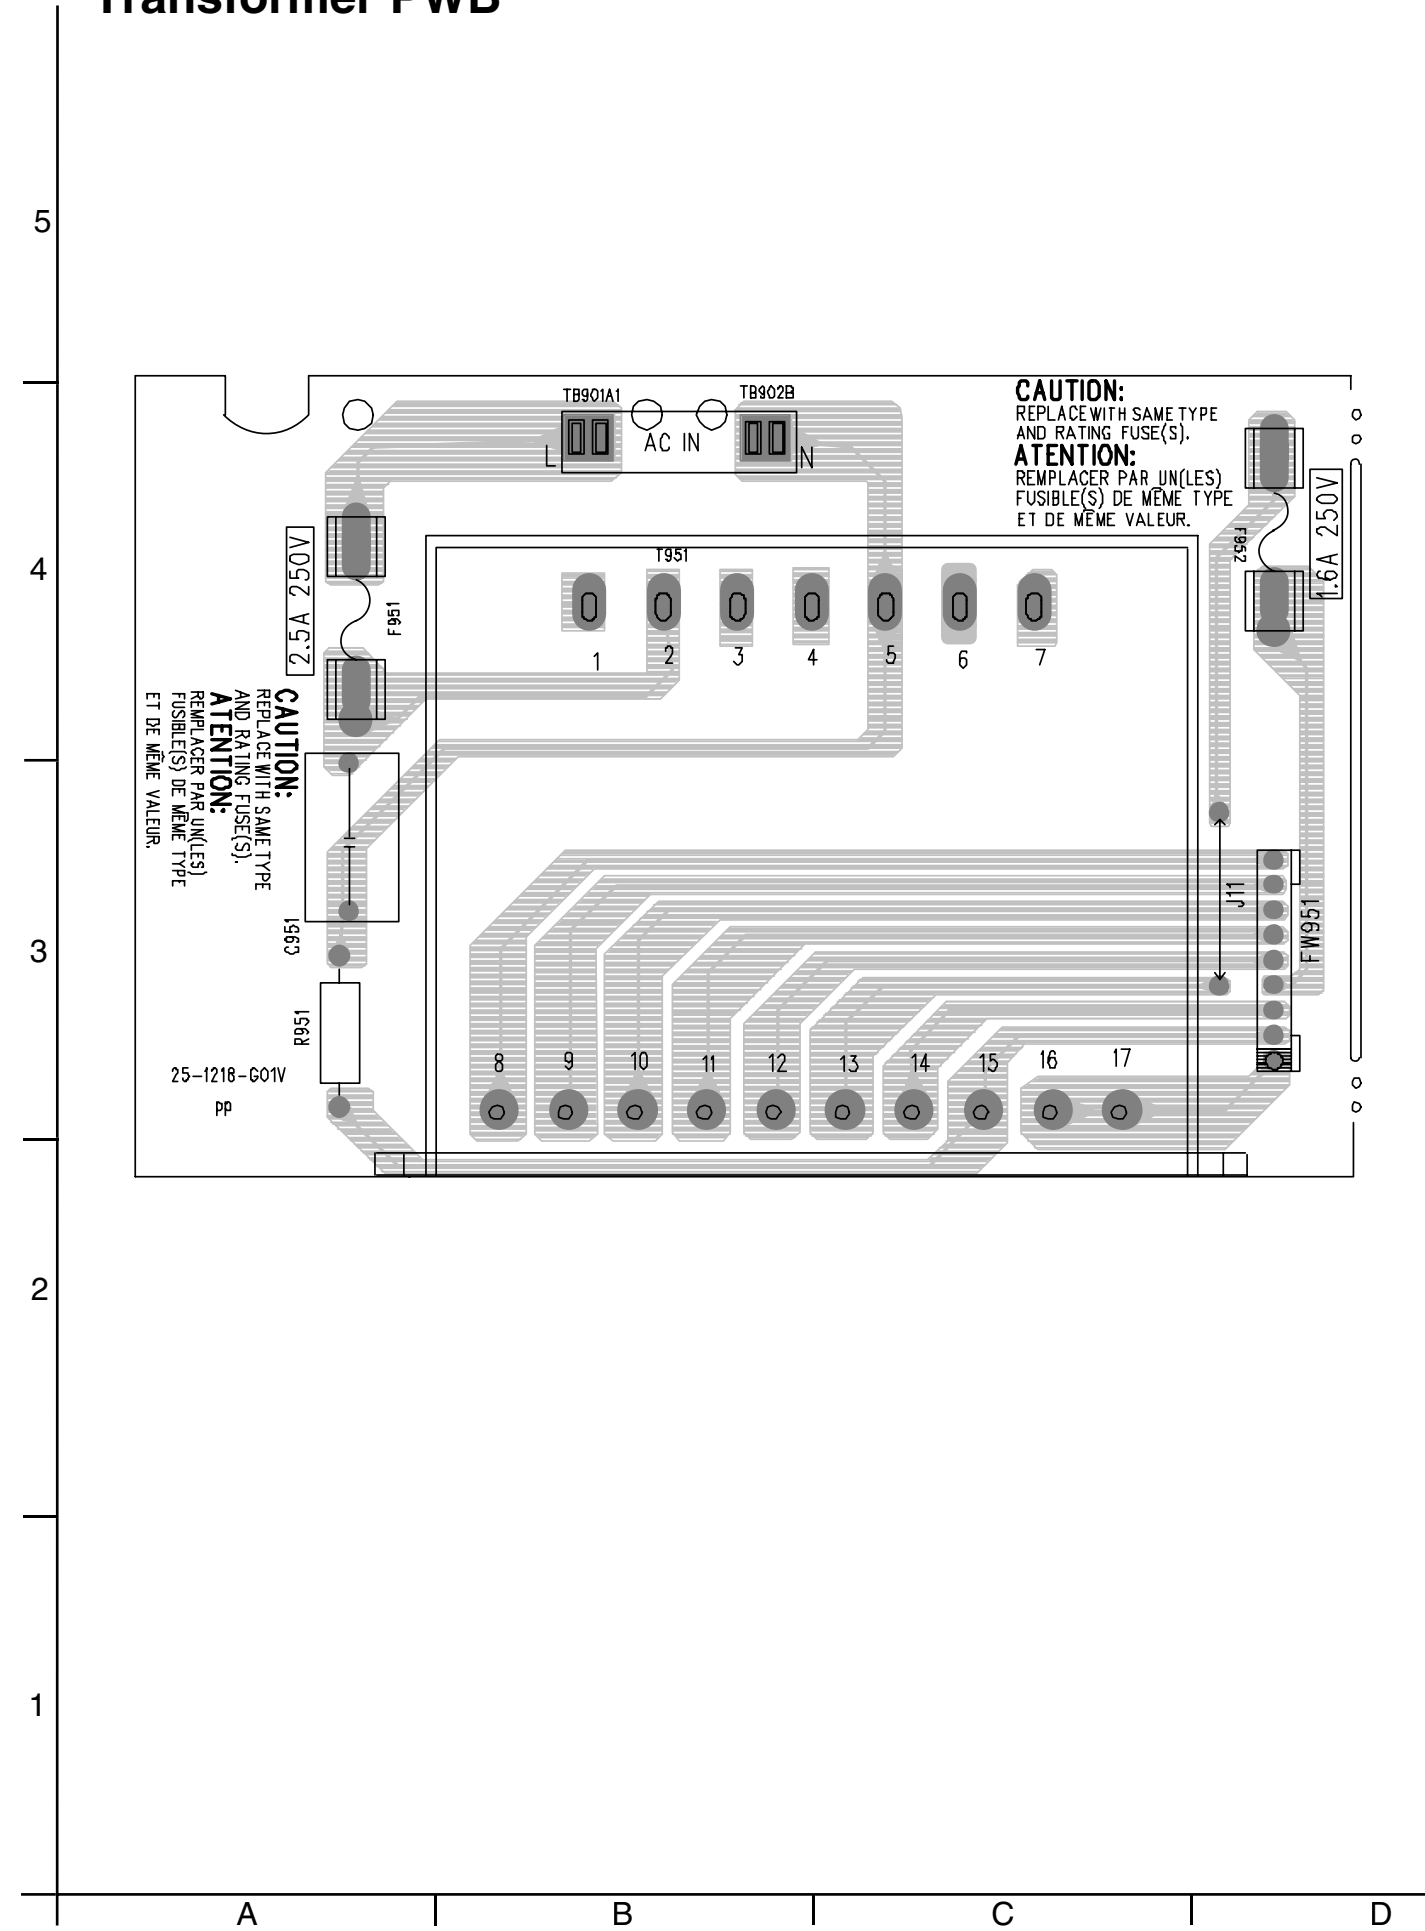 Transformer PWB
5
TB901A1
TB902B
L
AC IN
N
CAUTION:
REPLACE WITH SAME TYPE
AND RATING FUSE(S).
ATENTION:
REMPLACER PAR UN(LES)
FUSIBLE(S) DE MÊME TYPE
ET DE MÊME VALEUR.
4
2.5A 250V
F951
T951
F952
1.6A 250V
1
2
3
4
5
6
7
CAUTION:
REPLACE WITH SAME TYPE
AND RATING FUSE(S).
ATENTION:
REMPLACER PAR UN(LES)
FUSIBLE(S) DE MÊME TYPE
ET DE MÊME VALEUR.
3
C951
J11
FW951
R951
25-1218-G01V
pp
8
9
10
11
12
13
14
15
16
17
2
1
A
B
C
D